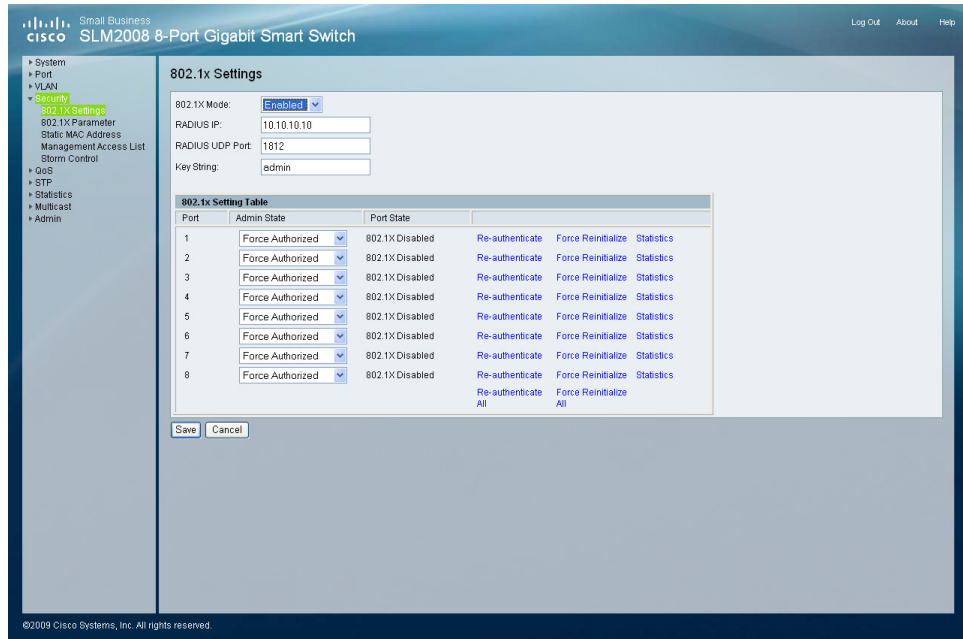 Small Business
CISCO SLM2008 8-Port Gigabit Smart Switch
Log Out About Help
System
Port
VLAN
Security
802.1X Settings
802.1X Parameter
Static MAC Address
Management Access List
Storm Control
QoS
STP
Statistics
Multicast
Admin
802.1x Settings
802.1X Mode: Enabled
RADIUS IP: 10.10.10.10
RADIUS UDP Port: 1812
Key String: admin
802.1x Setting Table
Port Admin State Port State
1 Force Authorized 802.1X Disabled Re-authenticate Force Reinitialize Statistics
2 Force Authorized 802.1X Disabled Re-authenticate Force Reinitialize Statistics
3 Force Authorized 802.1X Disabled Re-authenticate Force Reinitialize Statistics
4 Force Authorized 802.1X Disabled Re-authenticate Force Reinitialize Statistics
5 Force Authorized 802.1X Disabled Re-authenticate Force Reinitialize Statistics
6 Force Authorized 802.1X Disabled Re-authenticate Force Reinitialize Statistics
7 Force Authorized 802.1X Disabled Re-authenticate Force Reinitialize Statistics
8 Force Authorized 802.1X Disabled Re-authenticate Force Reinitialize Statistics
Re-authenticate Force Reinitialize
All All
Save Cancel
©2009 Cisco Systems, Inc. All rights reserved.